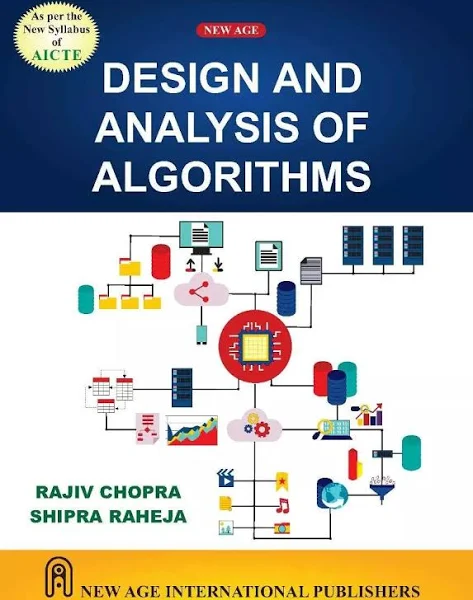 As per the
New Syllabus
of
AICTE
NEW AGE
DESIGN AND
ANALYSIS OF
ALGORITHMS
RAJIV CHOPRA
SHIPRA RAHEJA
NEW AGE INTERNATIONAL PUBLISHERS